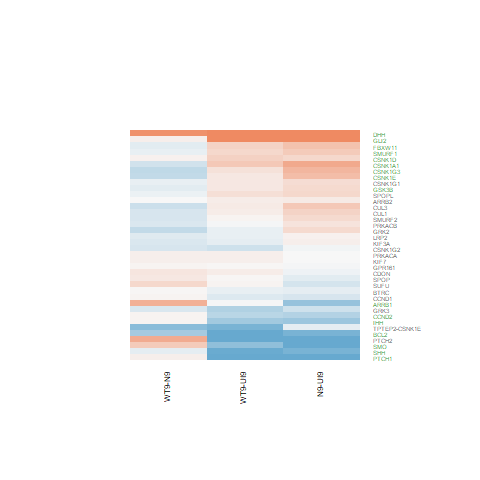 DHH
GLI2
FBXW11
SMURF1
CSNK1D
CSNK1A1
CSNK1G3
CSNK1E
CSNK1G1
GSK3B
SPOPL
ARRB2
CUL3
CUL1
SMURF2
PRKACB
GRK2
LRP2
KIF3A
CSNK1G2
PRKACA
KIF7
GPR161
CDON
SPOP
SUFU
BTRC
CCND1
ARRB1
GRK3
CCND2
IHH
TPTEP2-CSNK1E
BCL2
PTCH2
SMO
SHH
PTCH1
WT9-N9
WT9-UI9
N9-UI9